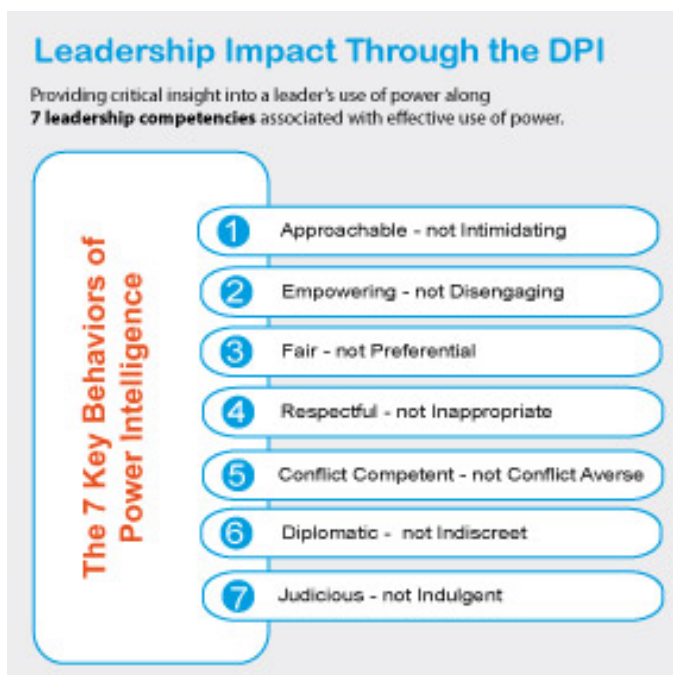 Leadership Impact Through the DPI
Providing critical insight into a leader's use of power along
7 leadership competencies associated with effective use of power.
The 7 Key Behaviors of
Power Intelligence
1 Approachable - not Intimidating
2 Empowering - not Disengaging
3 Fair - not Preferential
4 Respectful - not Inappropriate
5 Conflict Competent - not Conflict Averse
6 Diplomatic - not Indiscreet
7 Judicious - not Indulgent